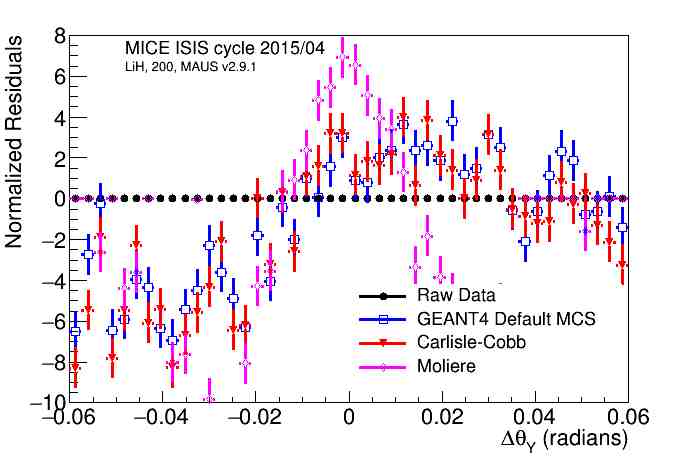 MICE ISIS cycle 2015/04
LiH, 200, MAUS v2.9.1
Normalized Residuals
8
6
4
2
0
−2
−4
−6
−8
−10
Raw Data
GEANT4 Default MCS
Carlisle-Cobb
Moliere
−0.06 −0.04 −0.02 0 0.02 0.04 0.06
Δθ_Y (radians)